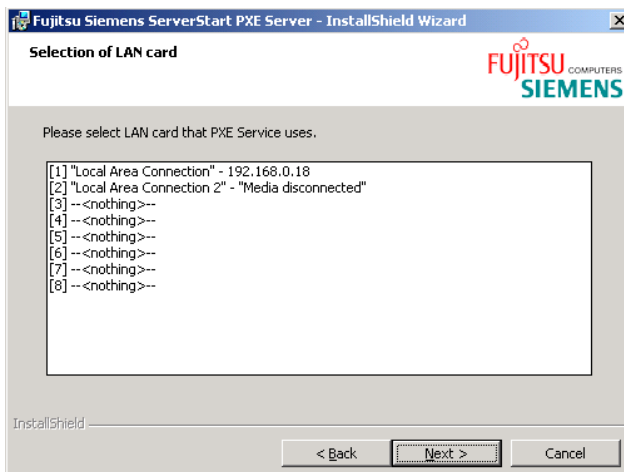 Fujitsu Siemens ServerStart PXE Server - InstallShield Wizard
Selection of LAN card
FUJITSU COMPUTERS
SIEMENS
Please select LAN card that PXE Service uses.
[1] "Local Area Connection" - 192.168.0.18
[2] "Local Area Connection 2" - "Media disconnected"
[3] --<nothing>--
[4] --<nothing>--
[5] --<nothing>--
[6] --<nothing>--
[7] --<nothing>--
[8] --<nothing>--
InstallShield
< Back Next > Cancel